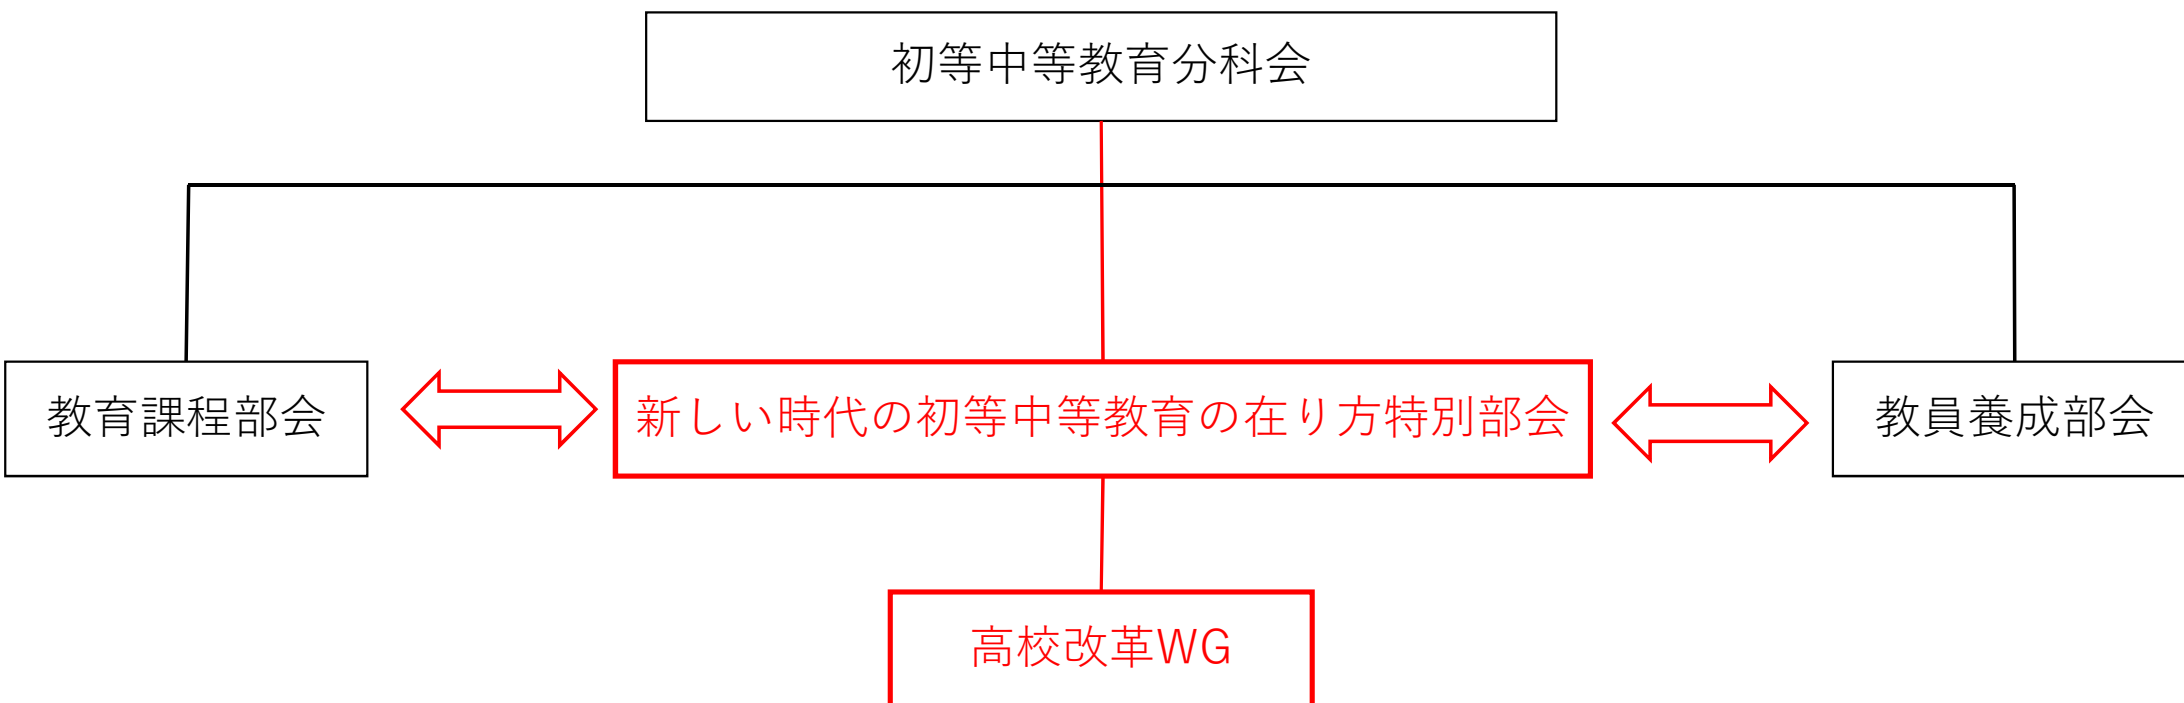 初等中等教育分科会
教育課程部会
新しい時代の初等中等教育の在り方特別部会
教員養成部会
高校改革WG